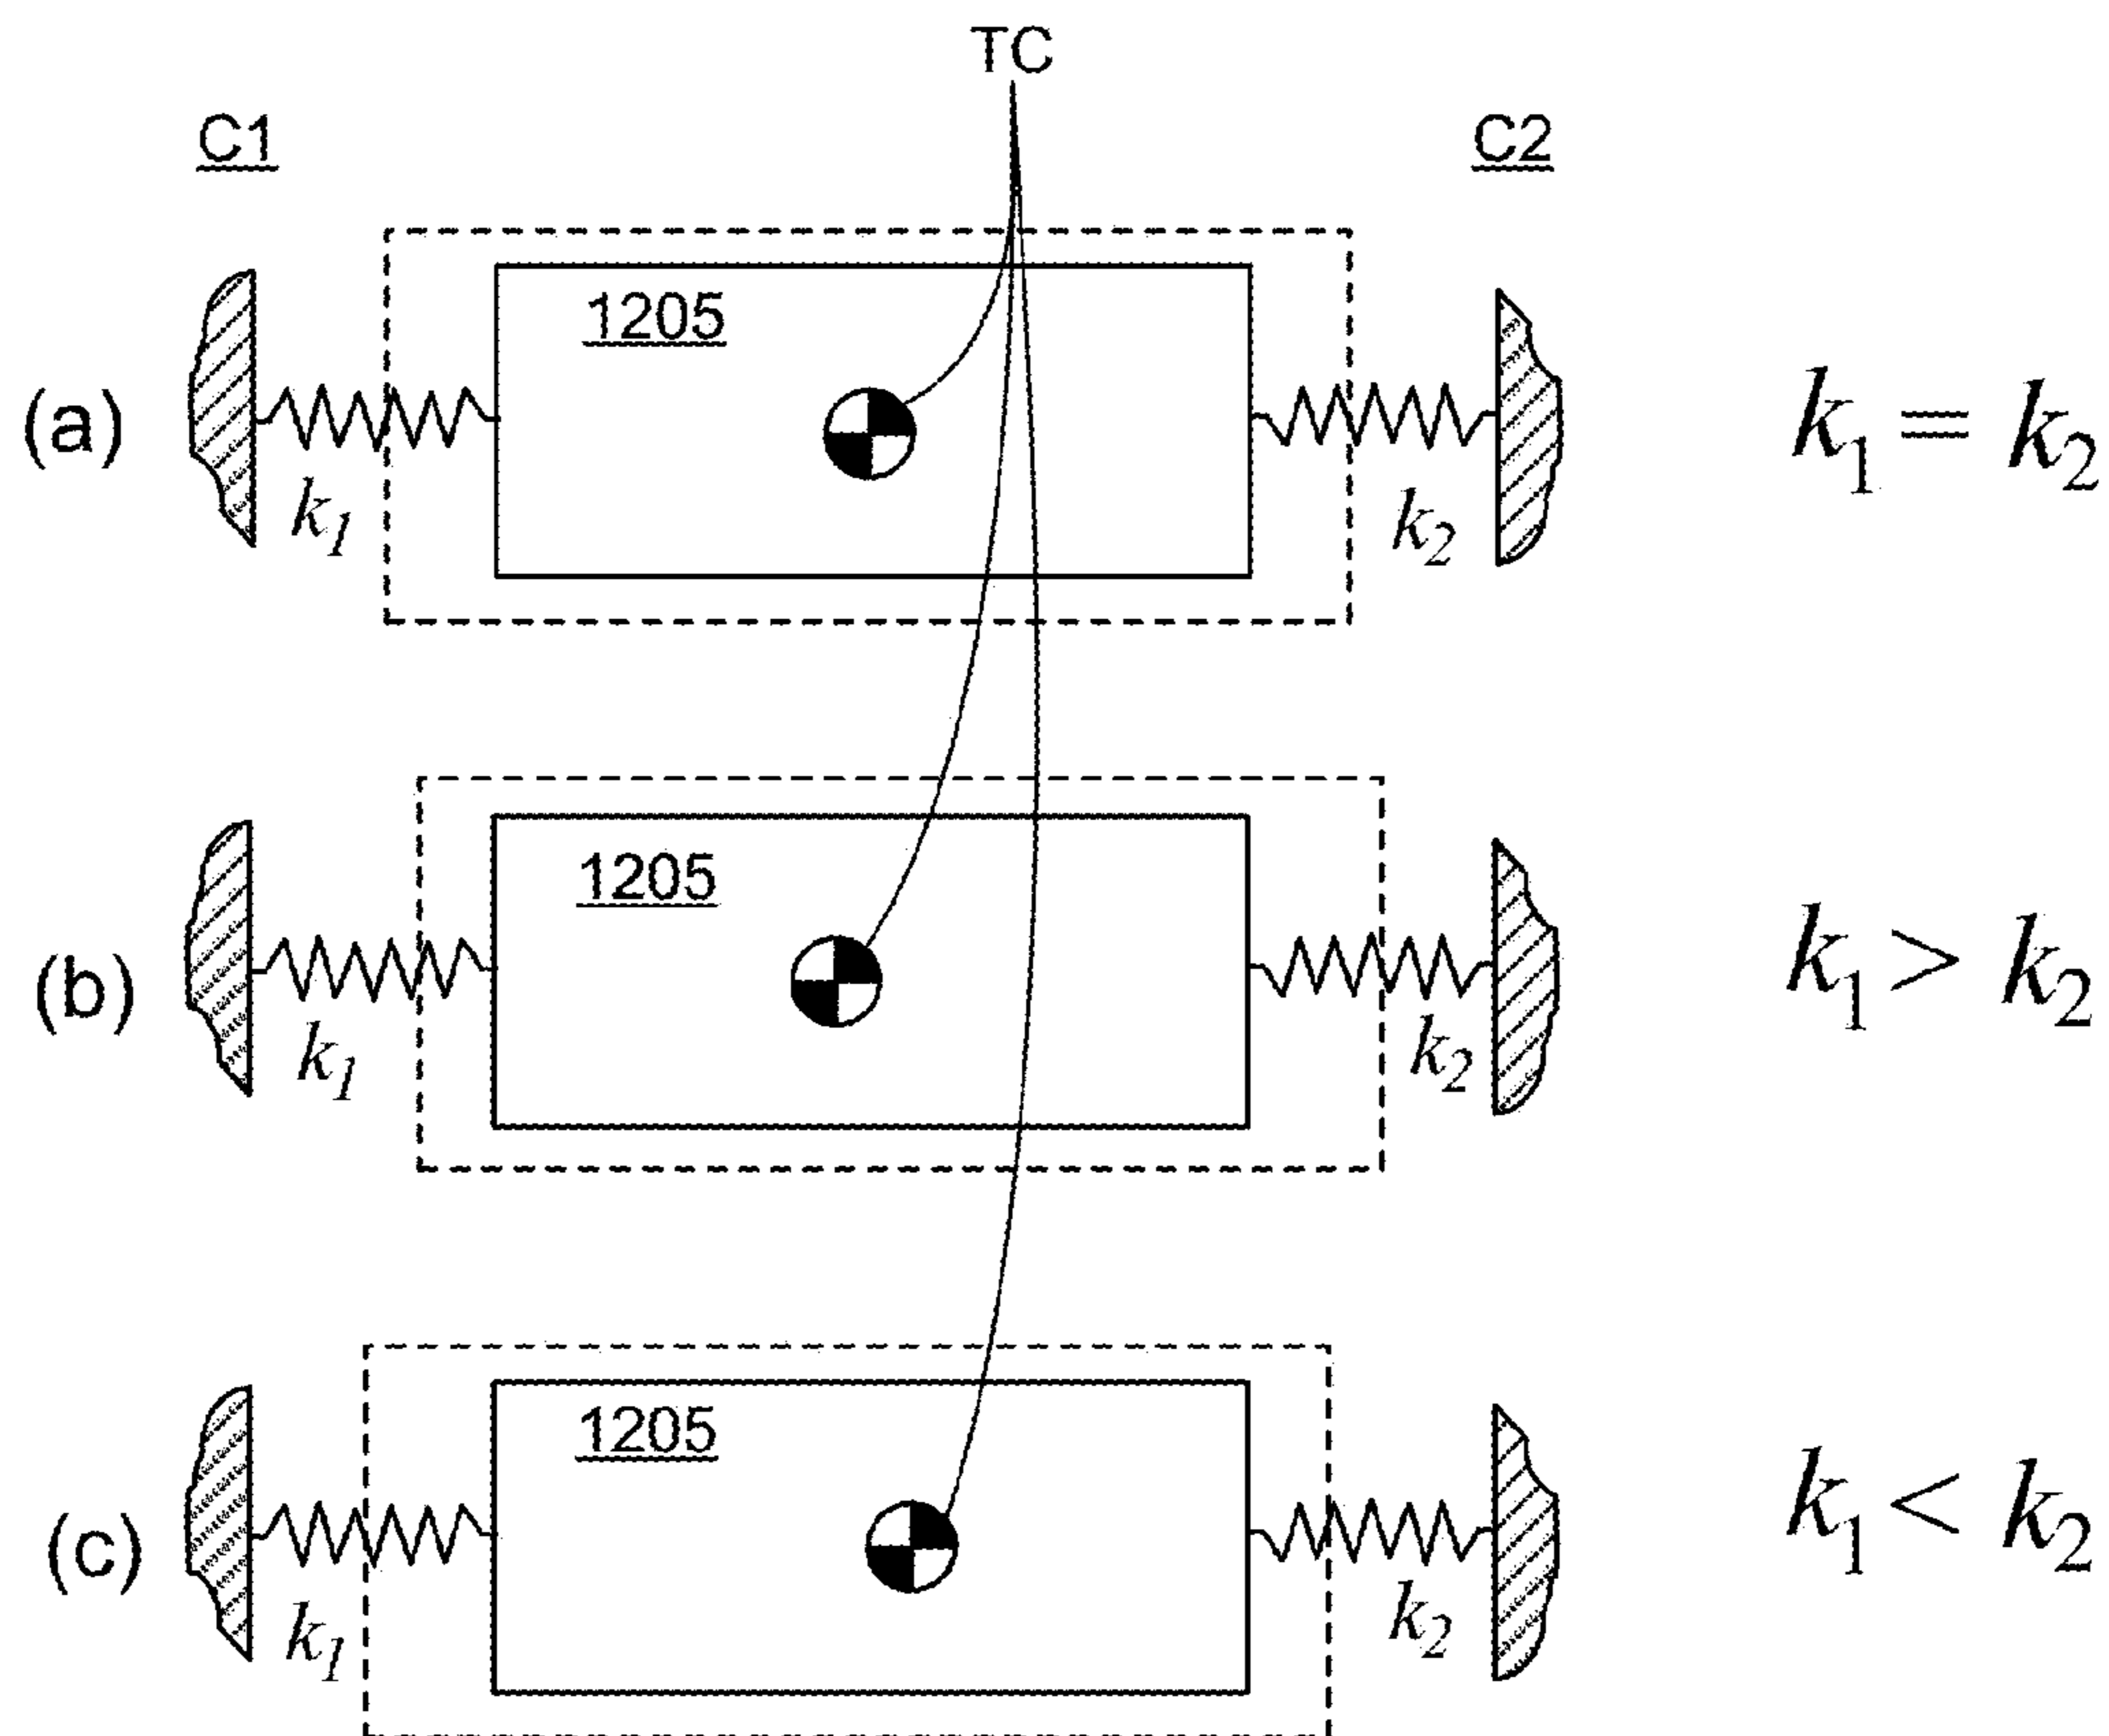 TC
C1 C2
1205
(a) k₁ k₂ k₁ = k₂
1205
(b) k₁ k₂ k₁ > k₂
1205
(c) k₁ k₂ k₁ < k₂